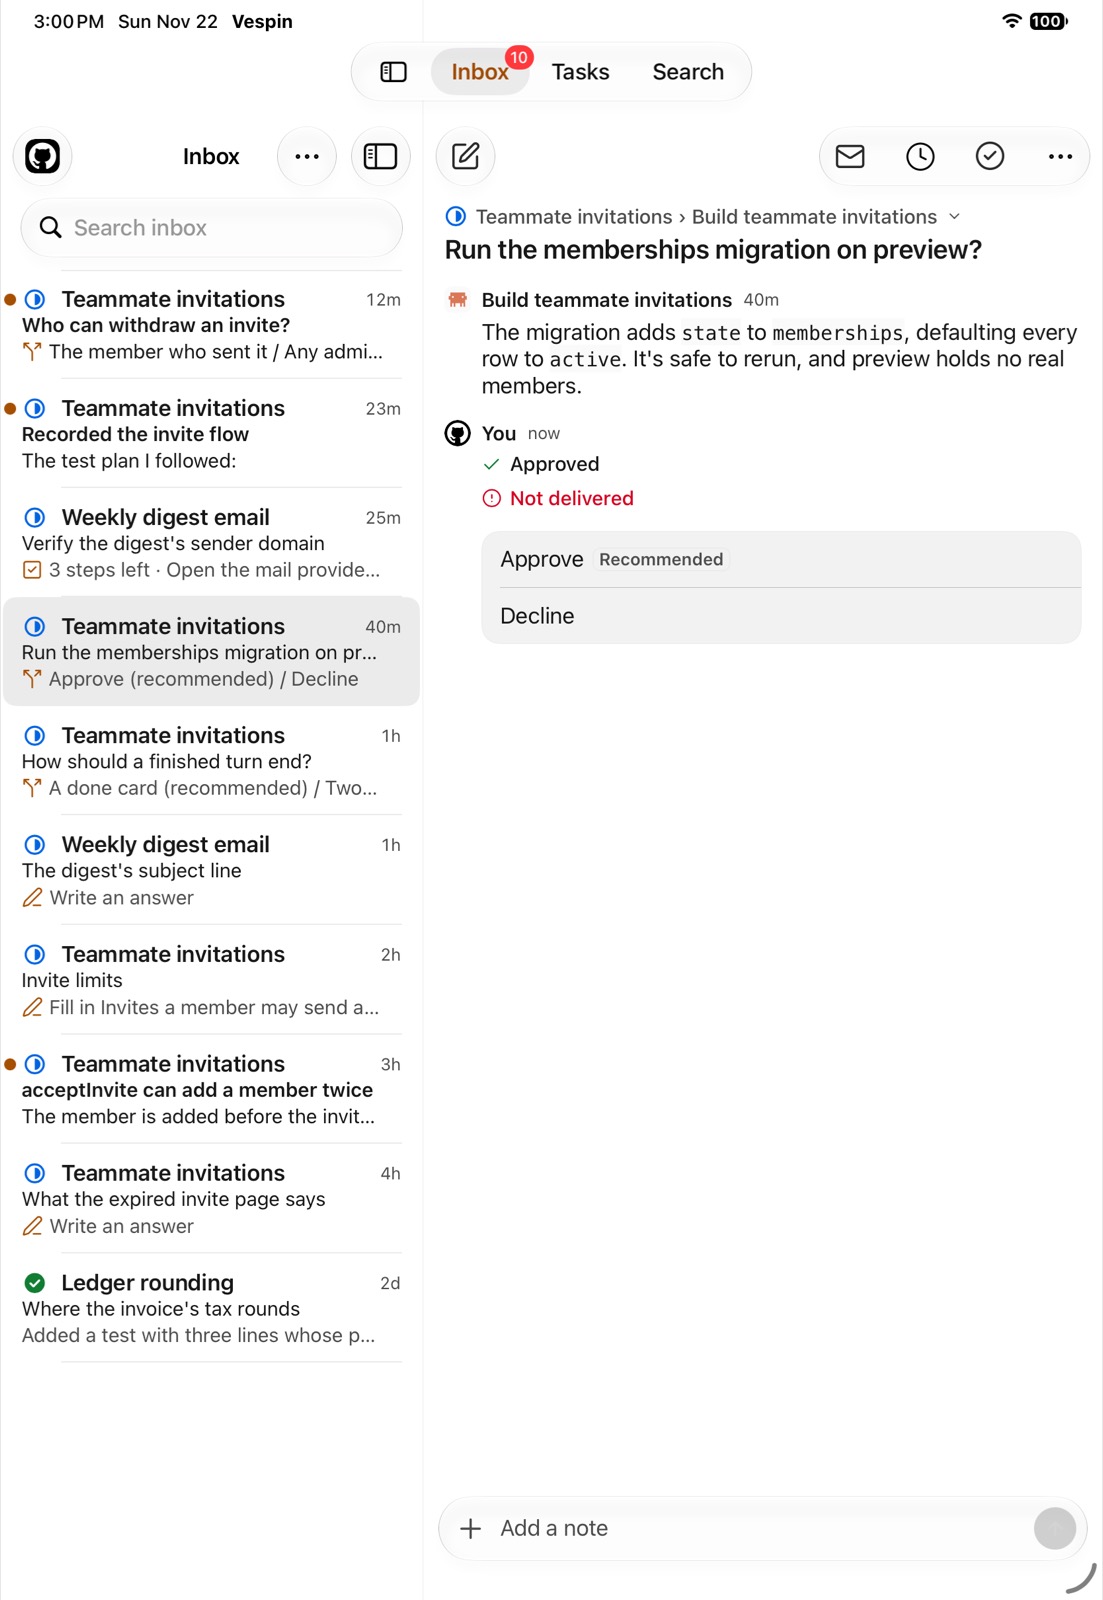 3:00 PM Sun Nov 22 Vespin
100
Inbox 10 Tasks Search
Inbox
Search inbox
Teammate invitations 12m
Who can withdraw an invite?
The member who sent it / Any admi...
Teammate invitations 23m
Recorded the invite flow
The test plan I followed:
Weekly digest email 25m
Verify the digest's sender domain
3 steps left · Open the mail provide...
Teammate invitations 40m
Run the memberships migration on pr...
Approve (recommended) / Decline
Teammate invitations 1h
How should a finished turn end?
A done card (recommended) / Two...
Weekly digest email 1h
The digest's subject line
Write an answer
Teammate invitations 2h
Invite limits
Fill in Invites a member may send a...
Teammate invitations 3h
acceptInvite can add a member twice
The member is added before the invit...
Teammate invitations 4h
What the expired invite page says
Write an answer
Ledger rounding 2d
Where the invoice's tax rounds
Added a test with three lines whose p...
Teammate invitations › Build teammate invitations
Run the memberships migration on preview?
Build teammate invitations 40m
The migration adds state to memberships, defaulting every
row to active. It's safe to rerun, and preview holds no real
members.
You now
Approved
Not delivered
Approve Recommended
Decline
Add a note